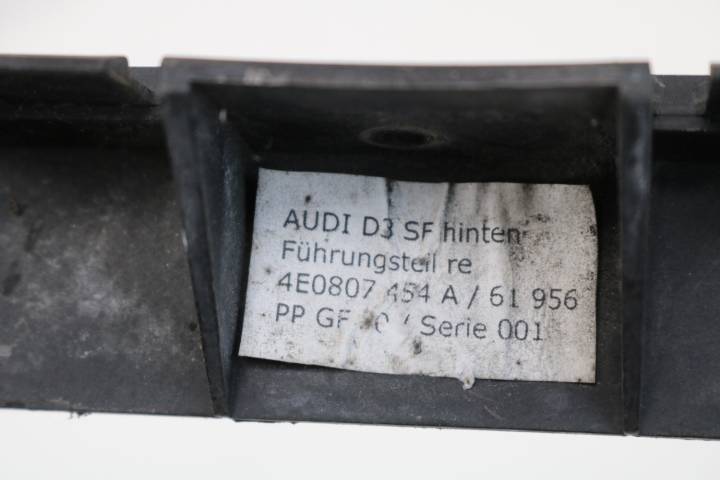 AUDI D3 SF hinten
Führungsteil re
4E0807 454 A / 61 956
PP GF / Serie 001